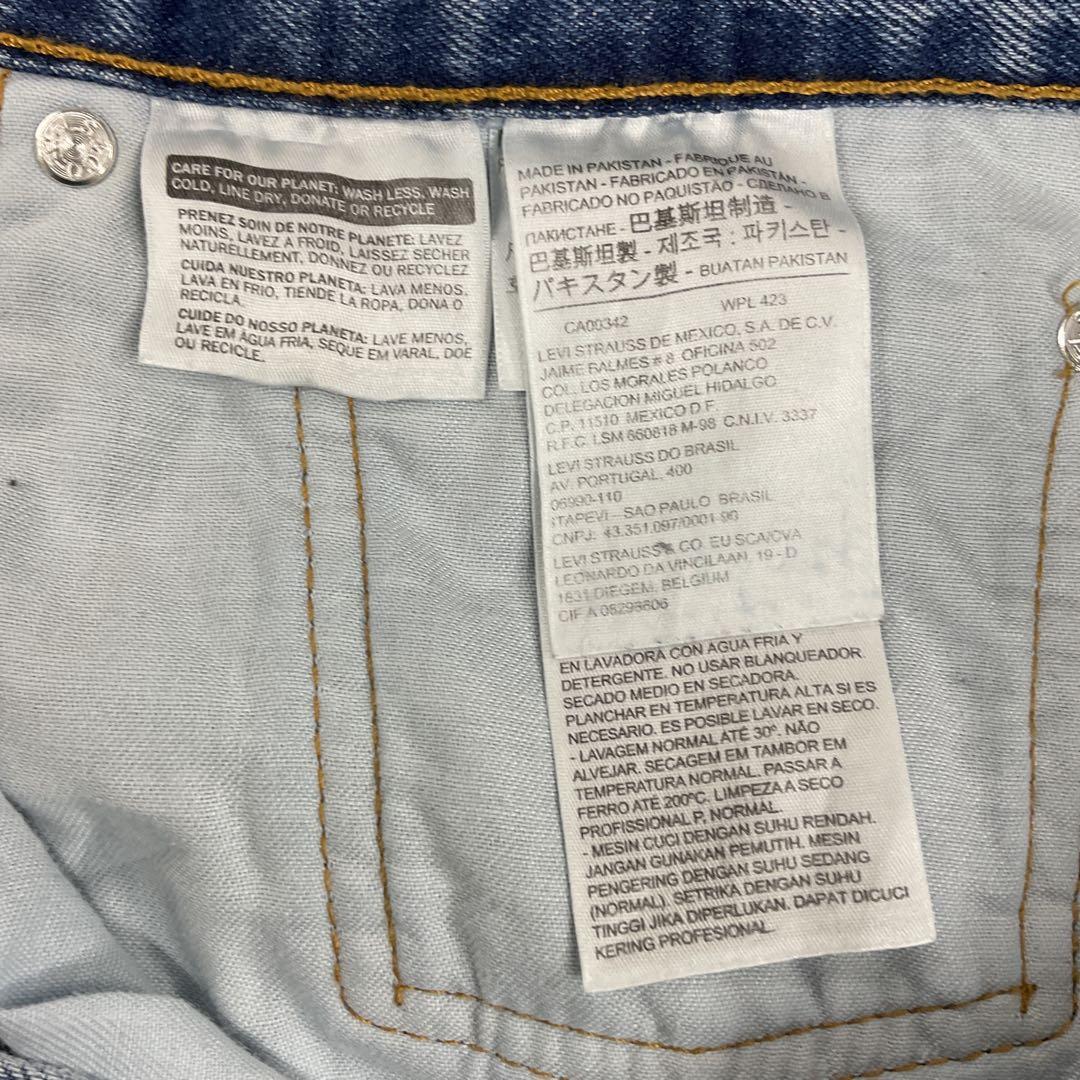 CARE FOR OUR PLANET: WASH LESS, WASH
COLD, LINE DRY, DONATE OR RECYCLE
PRENEZ SOIN DE NOTRE PLANETE: LAVEZ
MOINS, LAVEZ A FROID, LAISSEZ SECHER
NATURELLEMENT, DONNEZ OU RECYCLEZ
CUIDA NUESTRO PLANETA: LAVA MENOS.
LAVA EN FRIO, TIENDE LA ROPA, DONA O
RECICLA.
CUIDE DO NOSSO PLANETA: LAVE MENOS,
LAVE EM ÁGUA FRIA, SEQUE EM VARAL, DOE
OU RECICLE.
MADE IN PAKISTAN - FABRIQUE AU
PAKISTAN - FABRICADO EN PAKISTAN -
FABRICADO NO PAQUISTÃO - СДЕЛАНО В
ПАКИСТАНЕ - 巴基斯坦制造 -
巴基斯坦製 - 제조국 : 파키스탄 -
パキスタン製 - BUATAN PAKISTAN
CA00342 WPL 423
LEVI STRAUSS DE MEXICO, S.A. DE C.V.
JAIME BALMES # 8 OFICINA 502
COL. LOS MORALES POLANCO
DELEGACION MIGUEL HIDALGO
C.P. 11510 MEXICO D.F.
R.F.C. LSM 660818 M-98 C.N.I.V. 3337
LEVI STRAUSS DO BRASIL
AV. PORTUGAL, 400
06690-110
ITAPEVI - SAO PAULO BRASIL
CNPJ: 43.351.097/0001-90
LEVI STRAUSS & CO. EU SCA/CVA
LEONARDO DA VINCILAAN, 19 - D
1831 DIEGEM, BELGIUM
CIF A 08298606
EN LAVADORA CON AGUA FRIA Y
DETERGENTE. NO USAR BLANQUEADOR.
SECADO MEDIO EN SECADORA.
PLANCHAR EN TEMPERATURA ALTA SI ES
NECESARIO. ES POSIBLE LAVAR EN SECO.
- LAVAGEM NORMAL ATÉ 30º. NÃO
ALVEJAR. SECAGEM EM TAMBOR EM
TEMPERATURA NORMAL. PASSAR A
FERRO ATÉ 200ºC. LIMPEZA A SECO
PROFISSIONAL P, NORMAL.
- MESIN CUCI DENGAN SUHU RENDAH.
JANGAN GUNAKAN PEMUTIH. MESIN
PENGERING DENGAN SUHU SEDANG
(NORMAL). SETRIKA DENGAN SUHU
TINGGI JIKA DIPERLUKAN. DAPAT DICUCI
KERING PROFESIONAL.